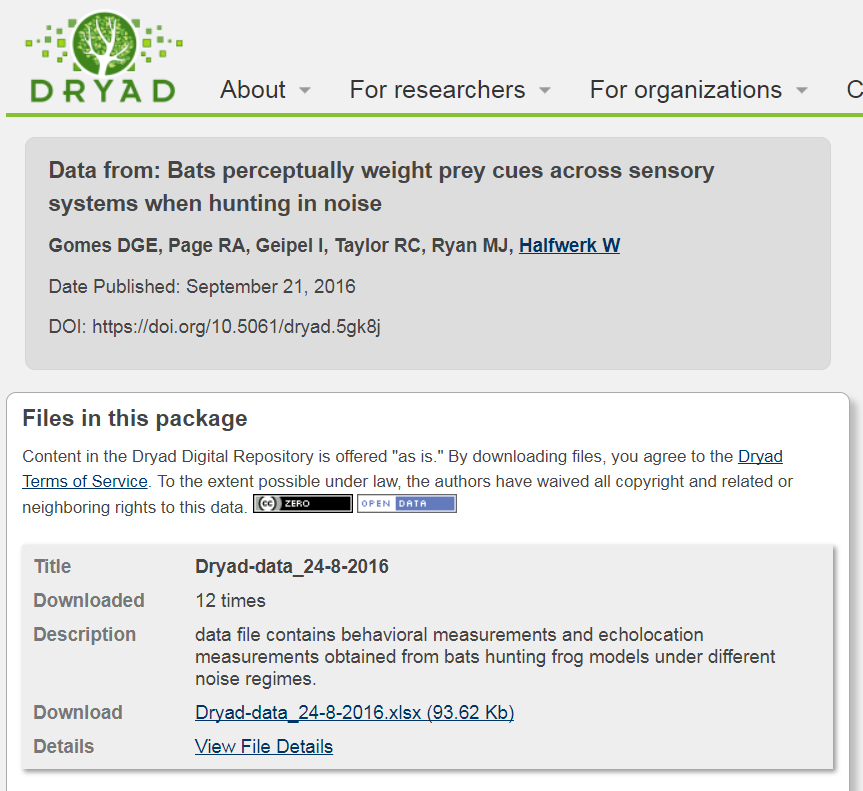 DRYAD
About
For researchers
For organizations
C
Data from: Bats perceptually weight prey cues across sensory
systems when hunting in noise
Gomes DGE, Page RA, Geipel I, Taylor RC, Ryan MJ, Halfwerk W
Date Published: September 21, 2016
DOI: https://doi.org/10.5061/dryad.5gk8j
Files in this package
Content in the Dryad Digital Repository is offered "as is." By downloading files, you agree to the Dryad
Terms of Service. To the extent possible under law, the authors have waived all copyright and related or
neighboring rights to this data. cc ZERO OPEN DATA
Title Dryad-data_24-8-2016
Downloaded 12 times
Description data file contains behavioral measurements and echolocation
measurements obtained from bats hunting frog models under different
noise regimes.
Download Dryad-data_24-8-2016.xlsx (93.62 Kb)
Details View File Details